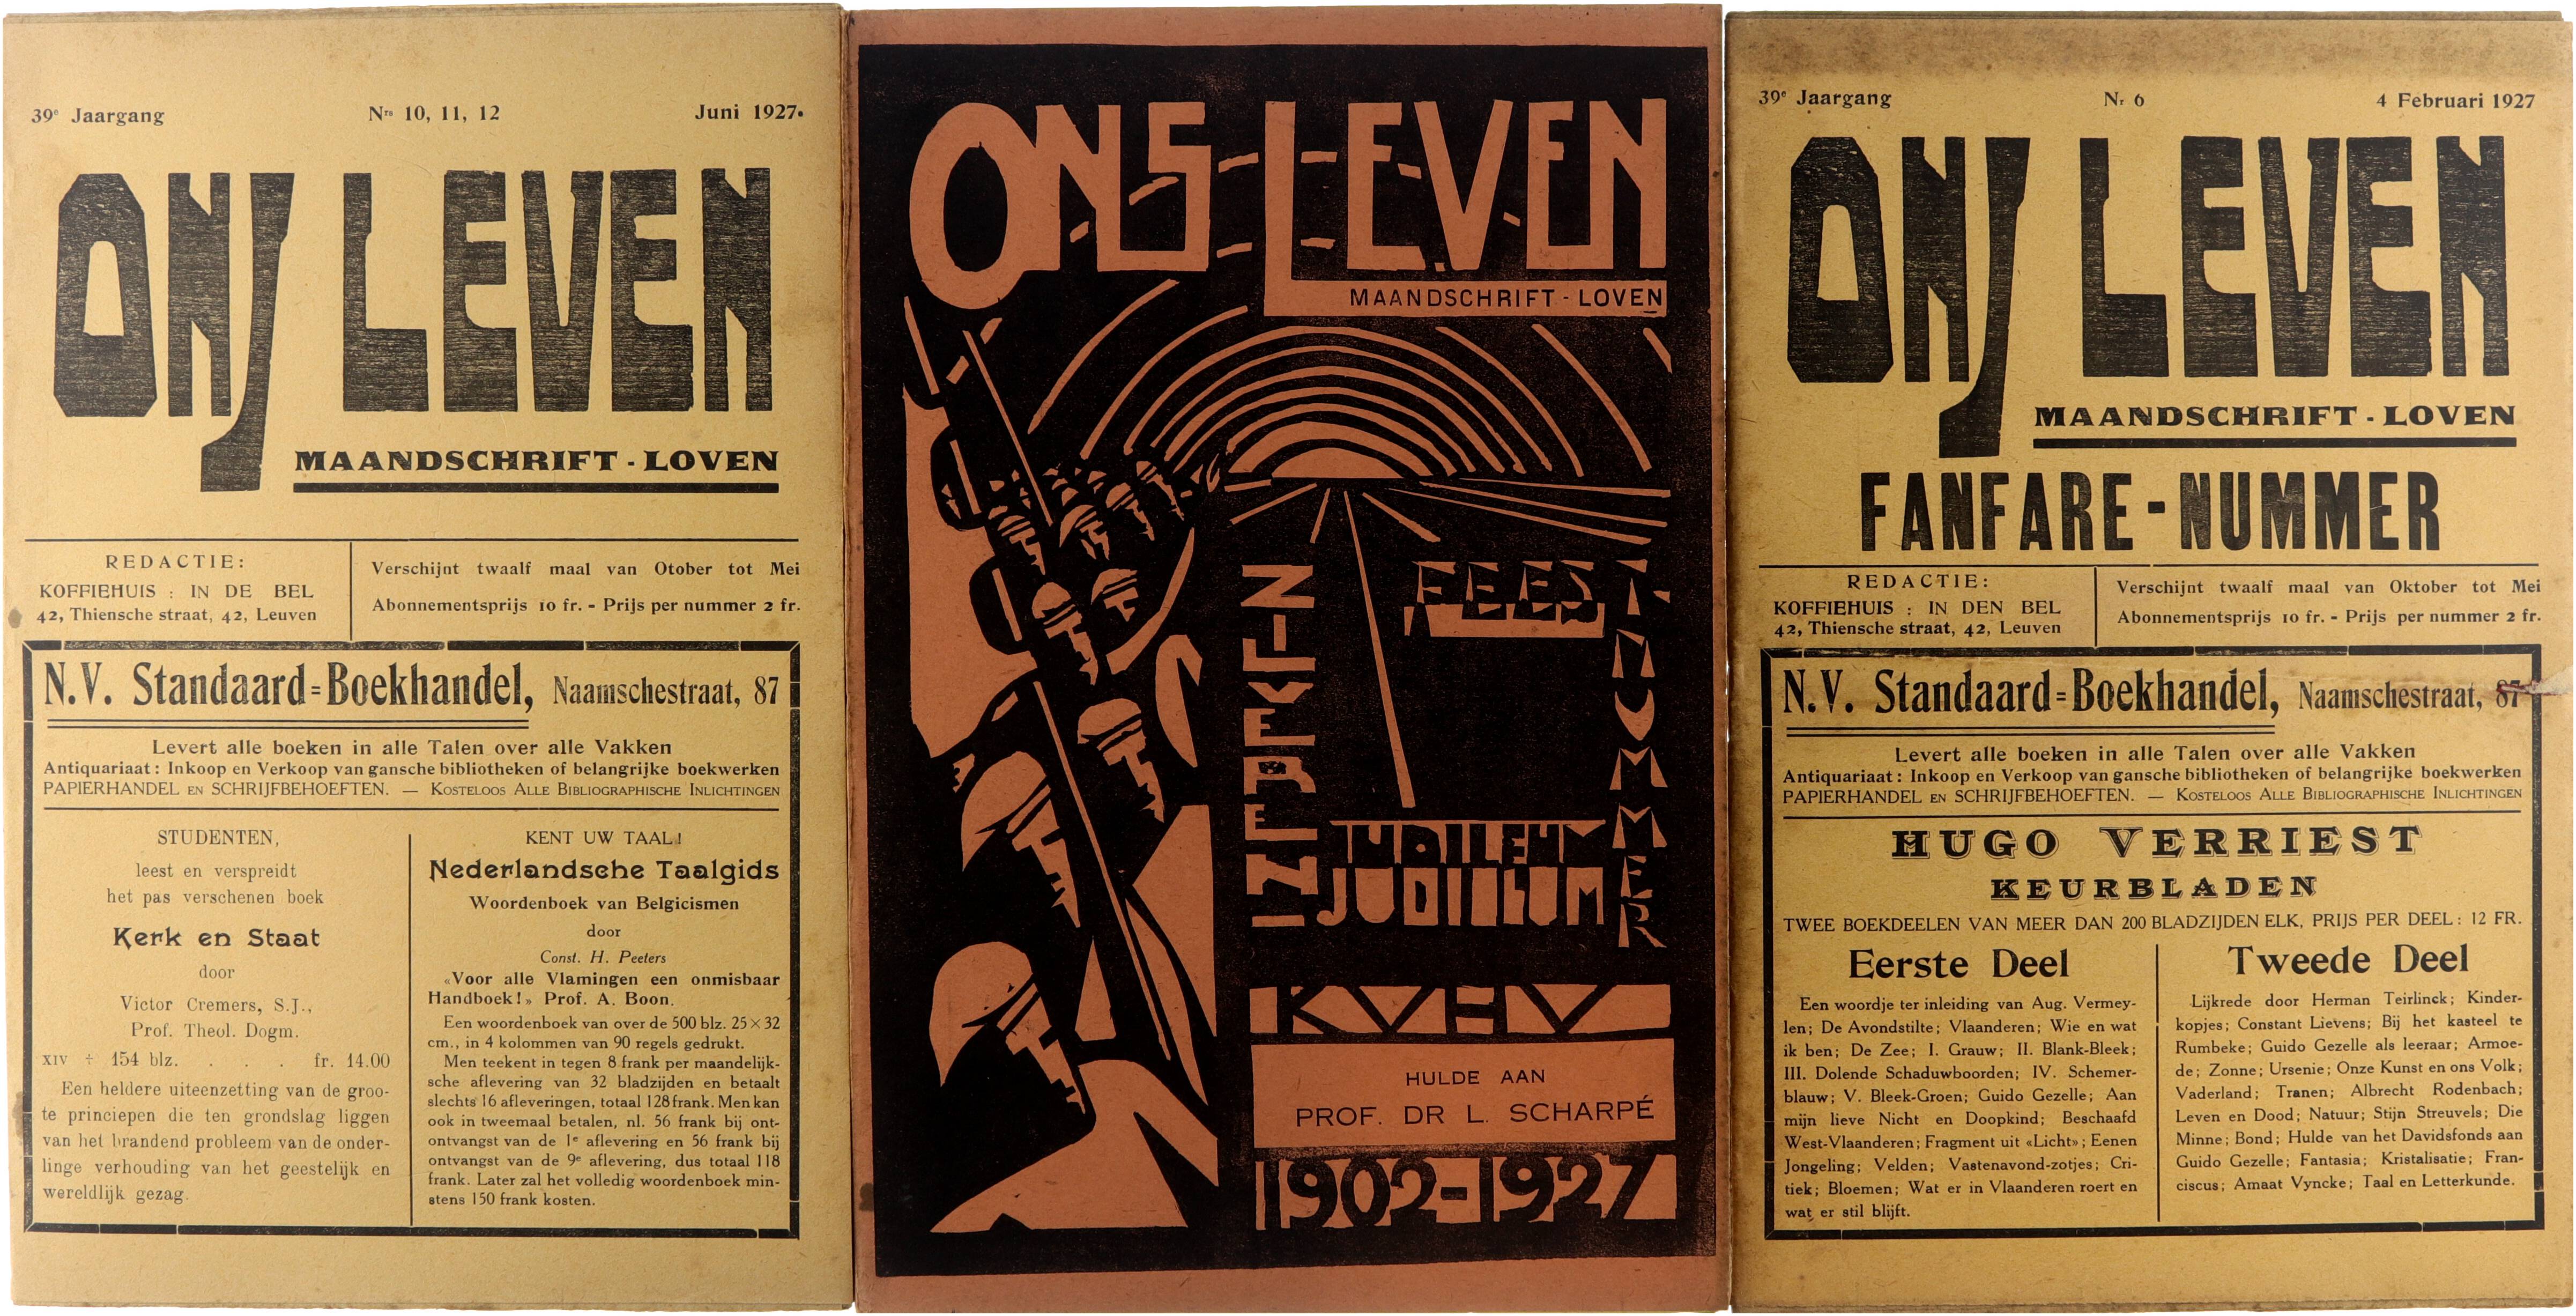 39e Jaargang
Nrs 10, 11, 12
Juni 1927.
ONS LEVEN
MAANDSCHRIFT - LOVEN
REDACTIE:
KOFFIEHUIS : IN DE BEL
42, Thiensche straat, 42, Leuven
Verschijnt twaalf maal van Otober tot Mei
Abonnementsprijs 10 fr. - Prijs per nummer 2 fr.
N.V. Standaard=Boekhandel, Naamschestraat, 87
Levert alle boeken in alle Talen over alle Vakken
Antiquariaat: Inkoop en Verkoop van gansche bibliotheken of belangrijke boekwerken
PAPIERHANDEL EN SCHRIJFBEHOEFTEN. — KOSTELOOS ALLE BIBLIOGRAPHISCHE INLICHTINGEN
STUDENTEN,
leest en verspreidt
het pas verschenen boek
Kerk en Staat
door
Victor Cremers, S.J.,
Prof. Theol. Dogm.
XIV ÷ 154 blz. . . . fr. 14.00
Een heldere uiteenzetting van de groo-
te princiepen die ten grondslag liggen
van het brandend probleem van de onder-
linge verhouding van het geestelijk en
wereldlijk gezag.
KENT UW TAAL!
Nederlandsche Taalgids
Woordenboek van Belgicismen
door
Const. H. Peeters
«Voor alle Vlamingen een onmisbaar
Handboek!» Prof. A. Boon.
Een woordenboek van over de 500 blz. 25×32
cm., in 4 kolommen van 90 regels gedrukt.
Men teekent in tegen 8 frank per maandelijk-
sche aflevering van 32 bladzijden en betaalt
slechts 16 afleveringen, totaal 128 frank. Men kan
ook in tweemaal betalen, nl. 56 frank bij ont-
ontvangst van de 1e aflevering en 56 frank bij
ontvangst van de 9e aflevering, dus totaal 118
frank. Later zal het volledig woordenboek min-
stens 150 frank kosten.
ONS LEVEN
MAANDSCHRIFT - LOVEN
FEEST
NUMMER
ZILVEREN
JUBILEUM
JUBILEUM
KVHV
HULDE AAN
PROF. DR L. SCHARPÉ
1902-1927
39e Jaargang
Nr 6
4 Februari 1927
ONS LEVEN
MAANDSCHRIFT - LOVEN
FANFARE-NUMMER
REDACTIE:
KOFFIEHUIS : IN DEN BEL
42, Thiensche straat, 42, Leuven
Verschijnt twaalf maal van Oktober tot Mei
Abonnementsprijs 10 fr. - Prijs per nummer 2 fr.
N.V. Standaard=Boekhandel, Naamschestraat, 87
Levert alle boeken in alle Talen over alle Vakken
Antiquariaat: Inkoop en Verkoop van gansche bibliotheken of belangrijke boekwerken
PAPIERHANDEL EN SCHRIJFBEHOEFTEN. — KOSTELOOS ALLE BIBLIOGRAPHISCHE INLICHTINGEN
HUGO VERRIEST
KEURBLADEN
TWEE BOEKDEELEN VAN MEER DAN 200 BLADZIJDEN ELK, PRIJS PER DEEL: 12 FR.
Eerste Deel
Een woordje ter inleiding van Aug. Vermey-
len; De Avondstilte; Vlaanderen; Wie en wat
ik ben; De Zee; I. Grauw; II. Blank-Bleek;
III. Dolende Schaduwboorden; IV. Schemer-
blauw; V. Bleek-Groen; Guido Gezelle; Aan
mijn lieve Nicht en Doopkind; Beschaafd
West-Vlaanderen; Fragment uit «Licht»; Eenen
Jongeling; Velden; Vastenavond-zotjes; Cri-
tiek; Bloemen; Wat er in Vlaanderen roert en
wat er stil blijft.
Tweede Deel
Lijkrede door Herman Teirlinck; Kinder-
kopjes; Constant Lievens; Bij het kasteel te
Rumbeke; Guido Gezelle als leeraar; Armoe-
de; Zonne; Ursenie; Onze Kunst en ons Volk;
Vaderland; Tranen; Albrecht Rodenbach;
Leven en Dood; Natuur; Stijn Streuvels; Die
Minne; Bond; Hulde van het Davidsfonds aan
Guido Gezelle; Fantasia; Kristalisatie; Fran-
ciscus; Amaat Vyncke; Taal en Letterkunde.